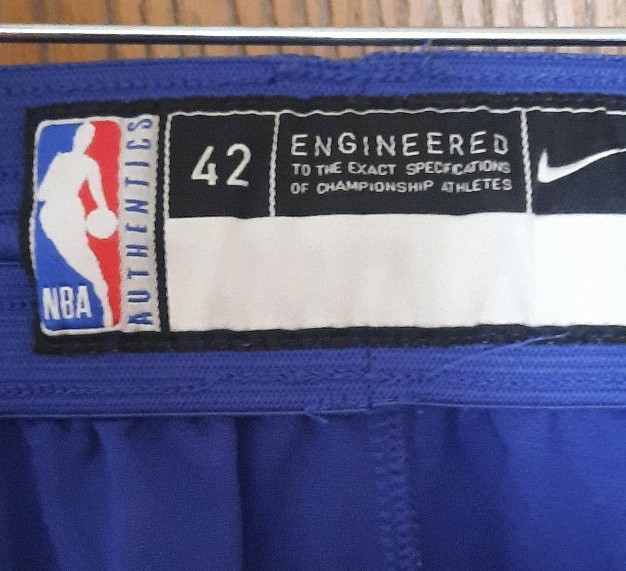 NBA
AUTHENTICS
42
ENGINEERED
TO THE EXACT SPECIFICATIONS
OF CHAMPIONSHIP ATHLETES